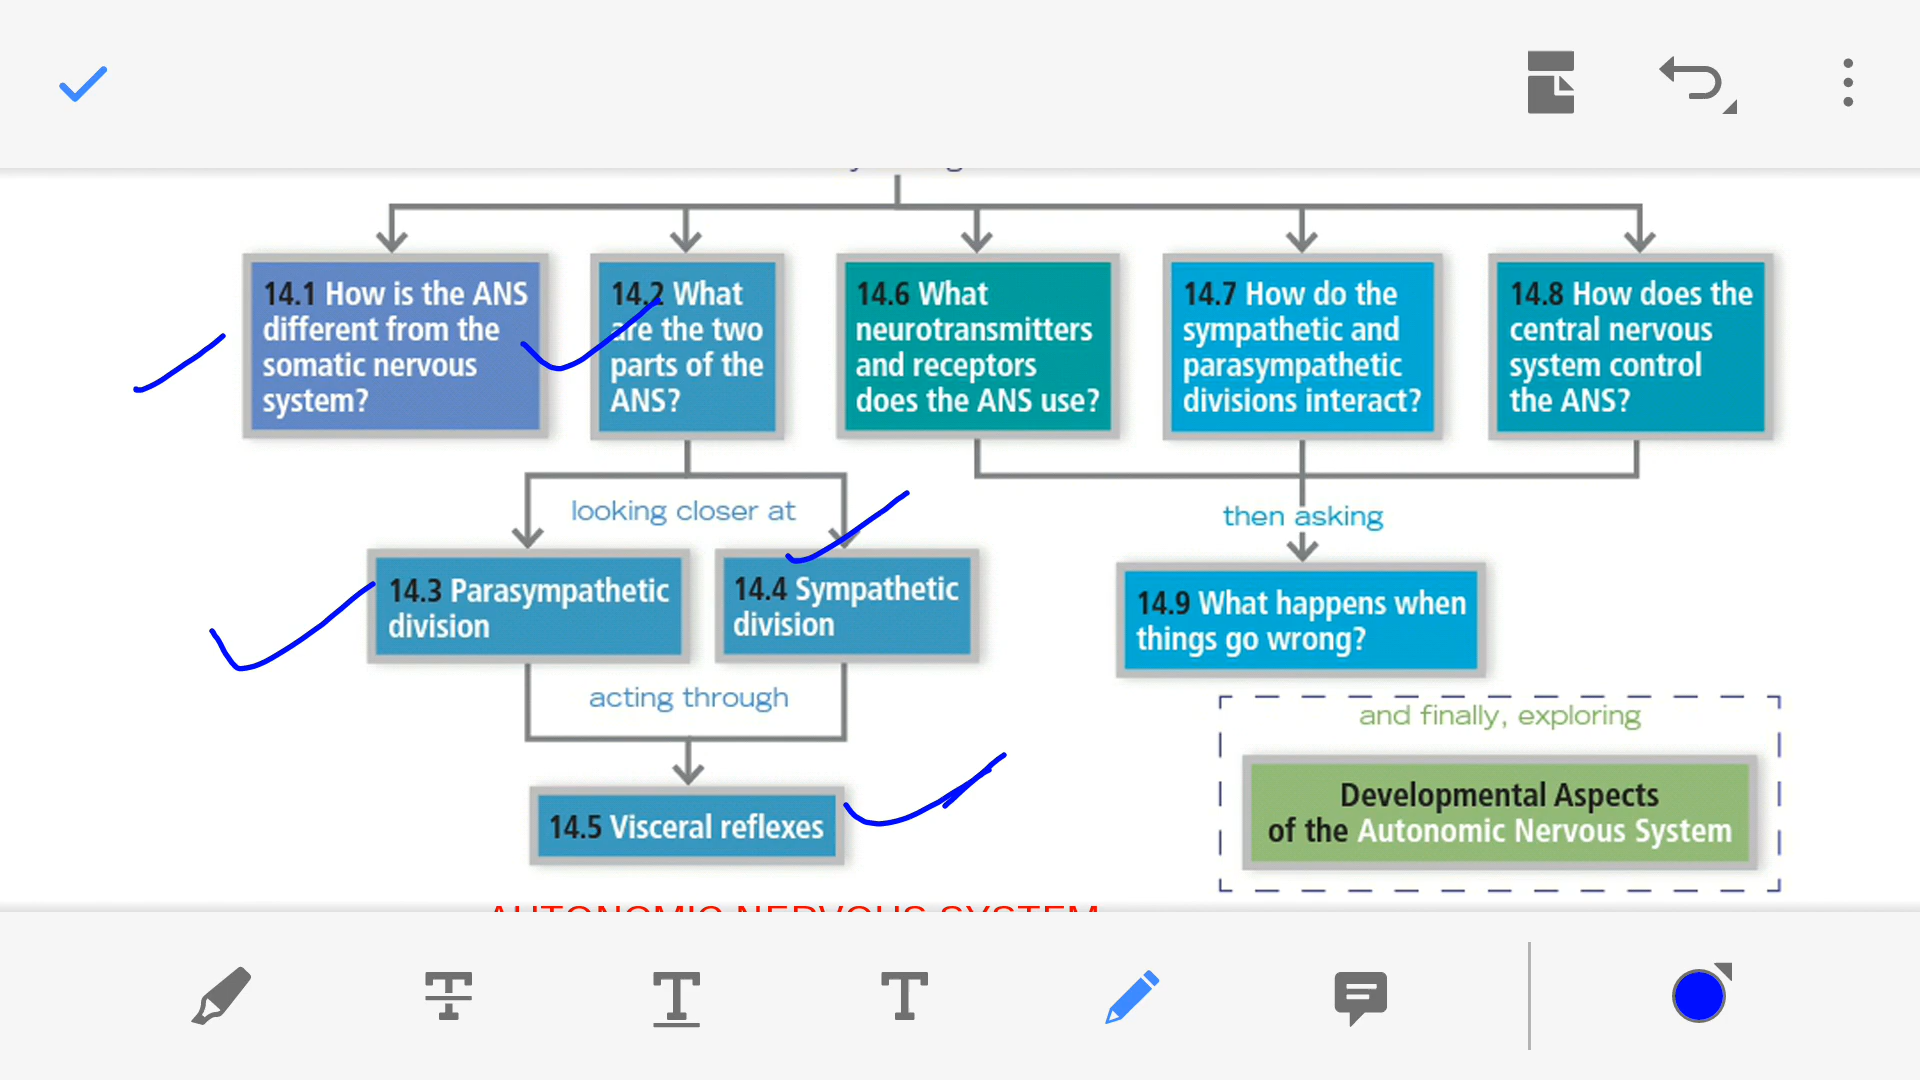 14.1 How is the ANS
different from the
somatic nervous
system?
14.2 What
are the two
parts of the
ANS?
14.6 What
neurotransmitters
and receptors
does the ANS use?
14.7 How do the
sympathetic and
parasympathetic
divisions interact?
14.8 How does the
central nervous
system control
the ANS?
looking closer at
then asking
14.3 Parasympathetic
division
14.4 Sympathetic
division
14.9 What happens when
things go wrong?
acting through
and finally, exploring
14.5 Visceral reflexes
Developmental Aspects
of the Autonomic Nervous System
AUTONOMIC NERVOUS SYSTEM